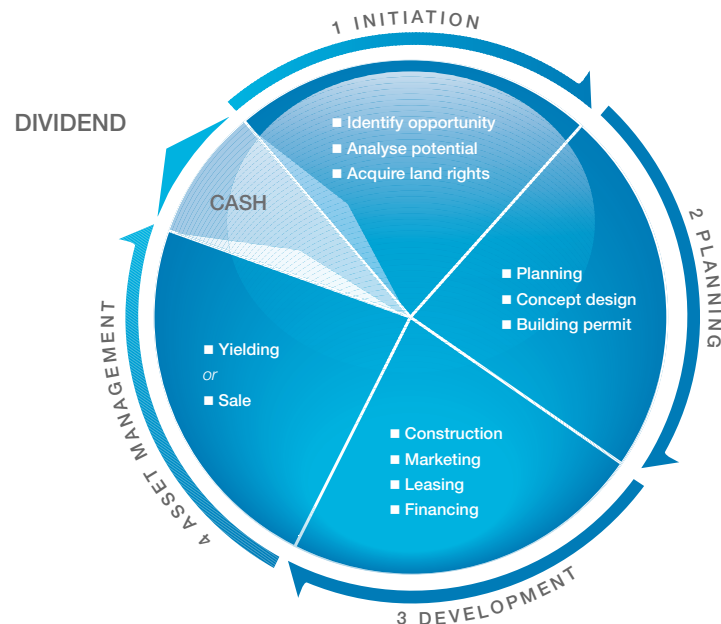 1 INITIATION
DIVIDEND
■ Identify opportunity
■ Analyse potential
■ Acquire land rights
CASH
2 PLANNING
■ Planning
■ Concept design
■ Building permit
■ Yielding
or
■ Sale
■ Construction
■ Marketing
■ Leasing
■ Financing
4 ASSET MANAGEMENT
3 DEVELOPMENT